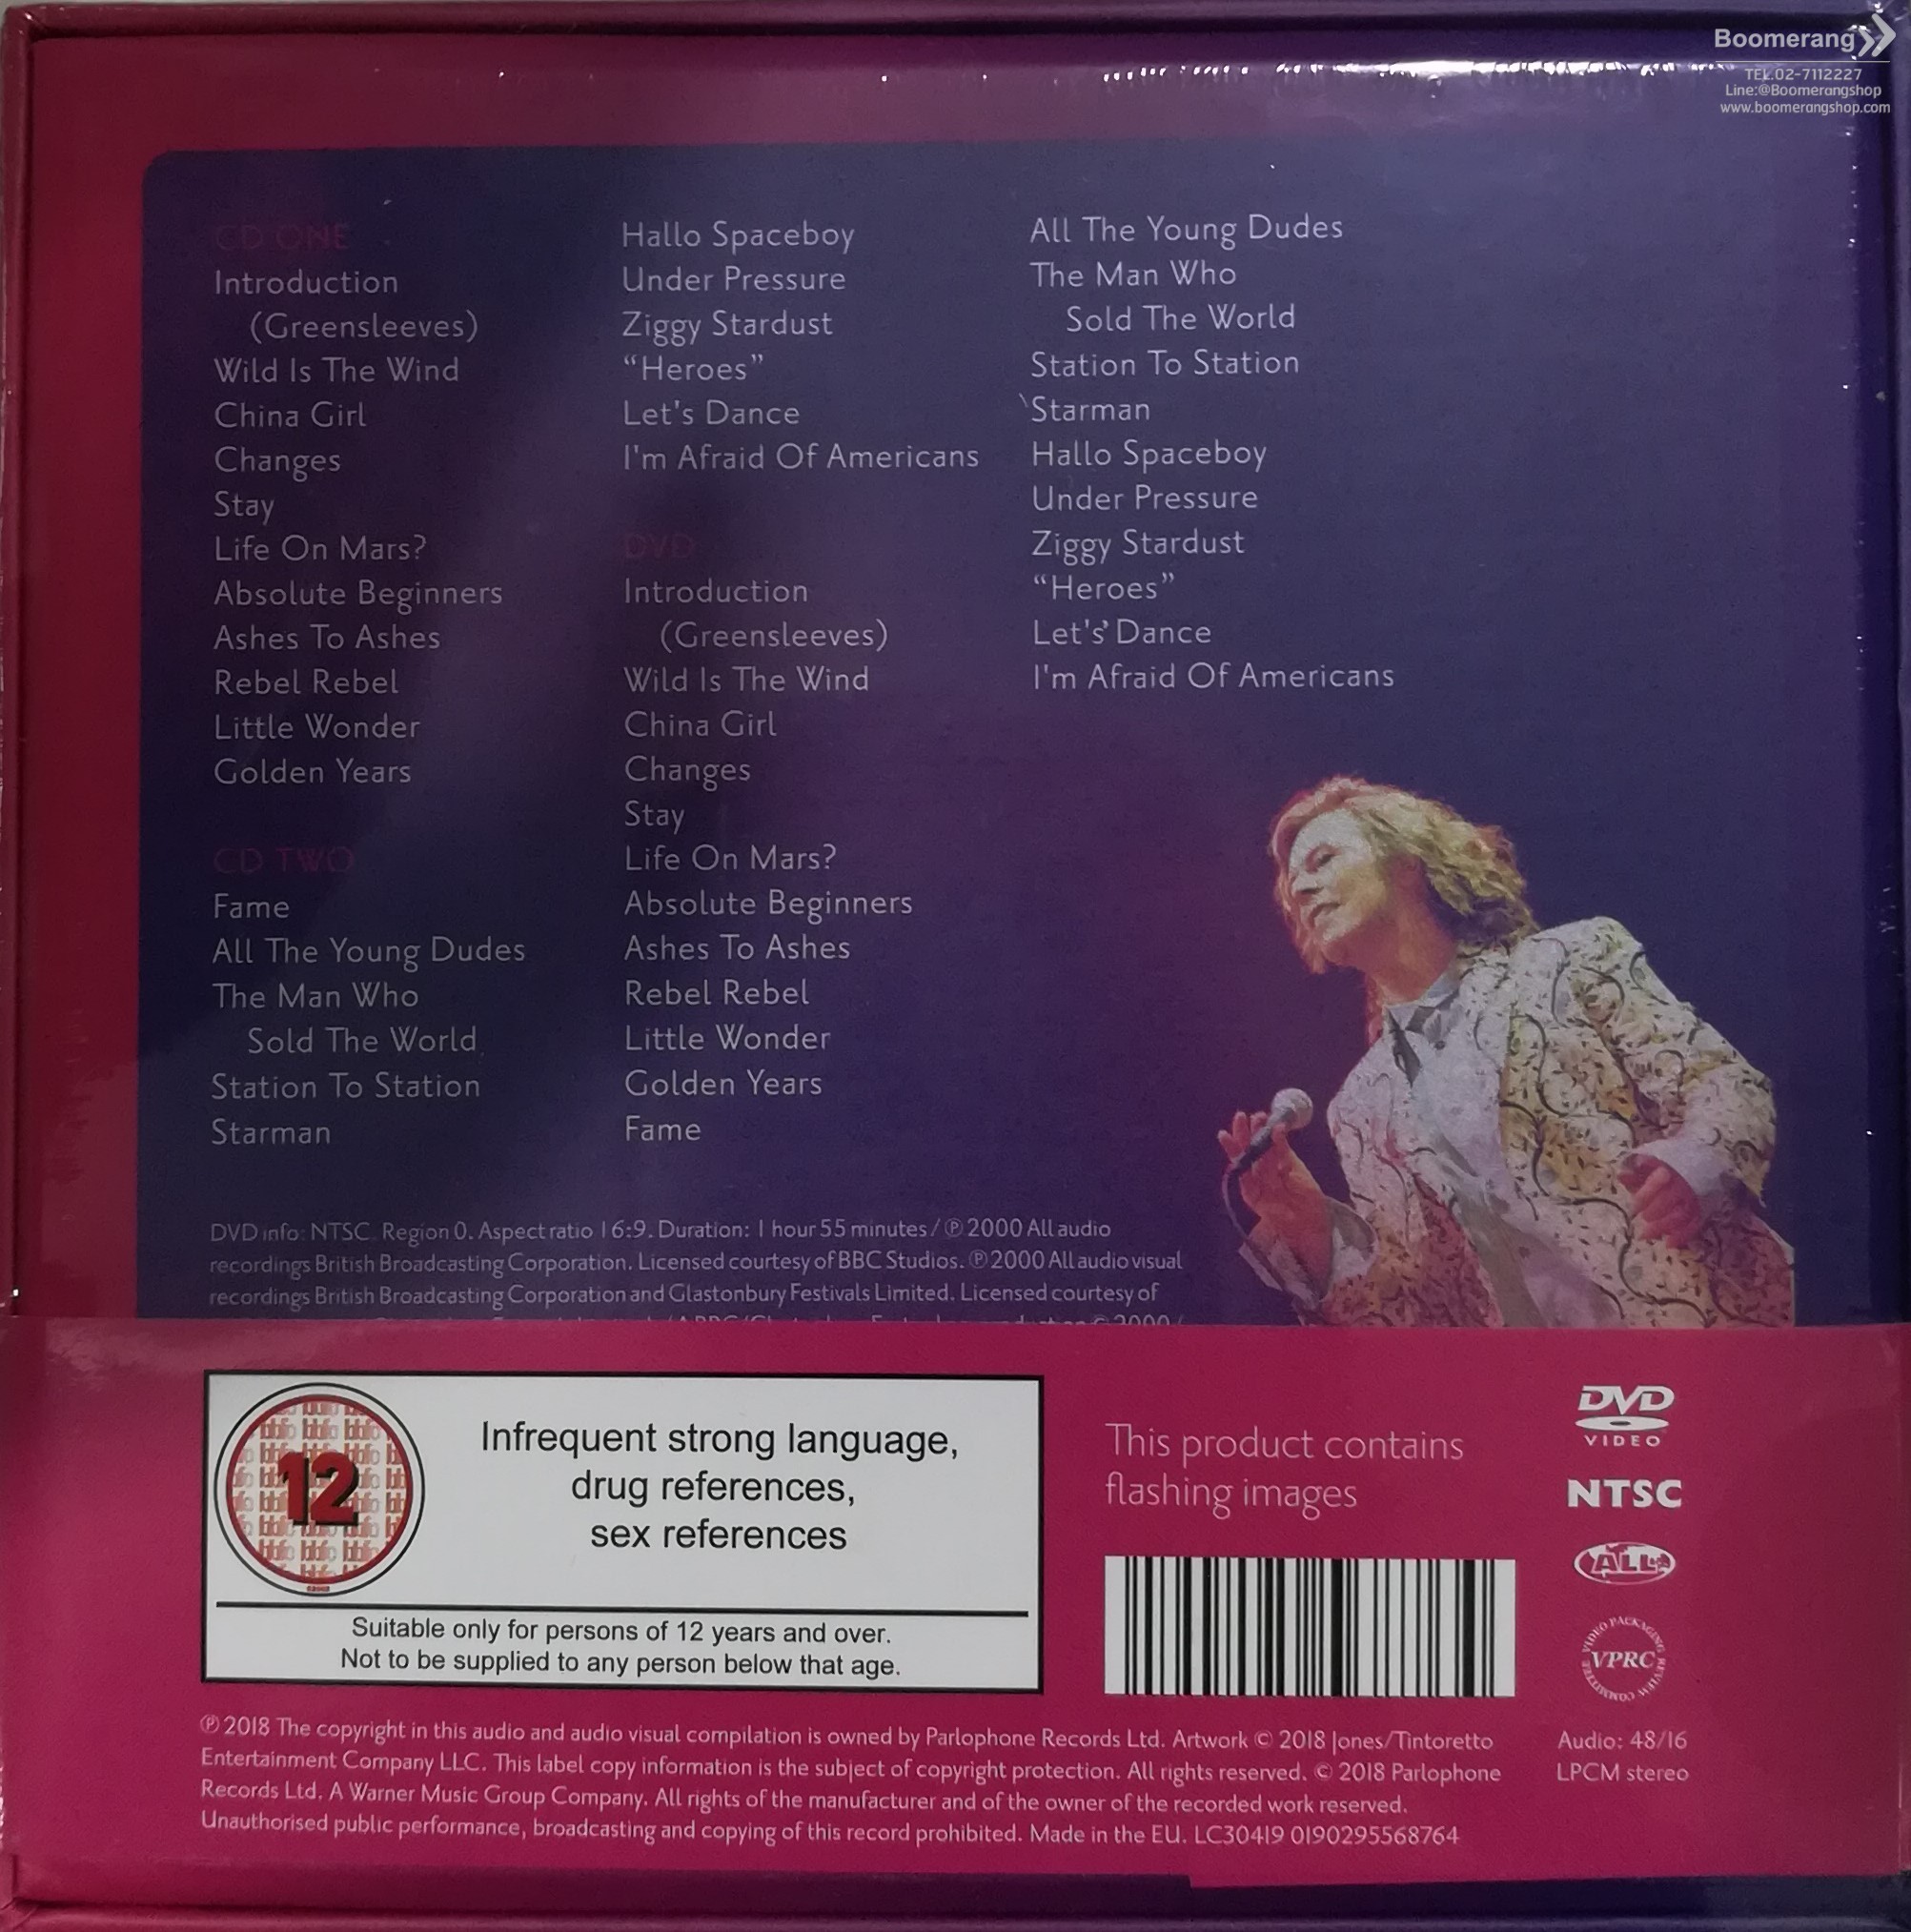 Boomerang
TEL.02-7112227
Line:@Boomerangshop
www.boomerangshop.com
CD ONE
Introduction
(Greensleeves)
Wild Is The Wind
China Girl
Changes
Stay
Life On Mars?
Absolute Beginners
Ashes To Ashes
Rebel Rebel
Little Wonder
Golden Years
CD TWO
Fame
All The Young Dudes
The Man Who
Sold The World
Station To Station
Starman
Hallo Spaceboy
Under Pressure
Ziggy Stardust
“Heroes”
Let's Dance
I'm Afraid Of Americans
DVD
Introduction
(Greensleeves)
Wild Is The Wind
China Girl
Changes
Stay
Life On Mars?
Absolute Beginners
Ashes To Ashes
Rebel Rebel
Little Wonder
Golden Years
Fame
All The Young Dudes
The Man Who
Sold The World
Station To Station
Starman
Hallo Spaceboy
Under Pressure
Ziggy Stardust
“Heroes”
Let's Dance
I'm Afraid Of Americans
DVD info: NTSC. Region 0. Aspect ratio 16:9. Duration: 1 hour 55 minutes / ℗ 2000 All audio
recordings British Broadcasting Corporation. Licensed courtesy of BBC Studios. ℗ 2000 All audio visual
recordings British Broadcasting Corporation and Glastonbury Festivals Limited. Licensed courtesy of
12
Infrequent strong language,
drug references,
sex references
Suitable only for persons of 12 years and over.
Not to be supplied to any person below that age.
This product contains
flashing images
DVD
VIDEO
NTSC
ALL
VIDEO PACKAGING REVIEW COMMITTEE
VPRC
℗ 2018 The copyright in this audio and audio visual compilation is owned by Parlophone Records Ltd. Artwork © 2018 Jones/Tintoretto
Entertainment Company LLC. This label copy information is the subject of copyright protection. All rights reserved. © 2018 Parlophone
Records Ltd. A Warner Music Group Company. All rights of the manufacturer and of the owner of the recorded work reserved.
Unauthorised public performance, broadcasting and copying of this record prohibited. Made in the EU. LC30419 0190295568764
Audio: 48/16
LPCM stereo